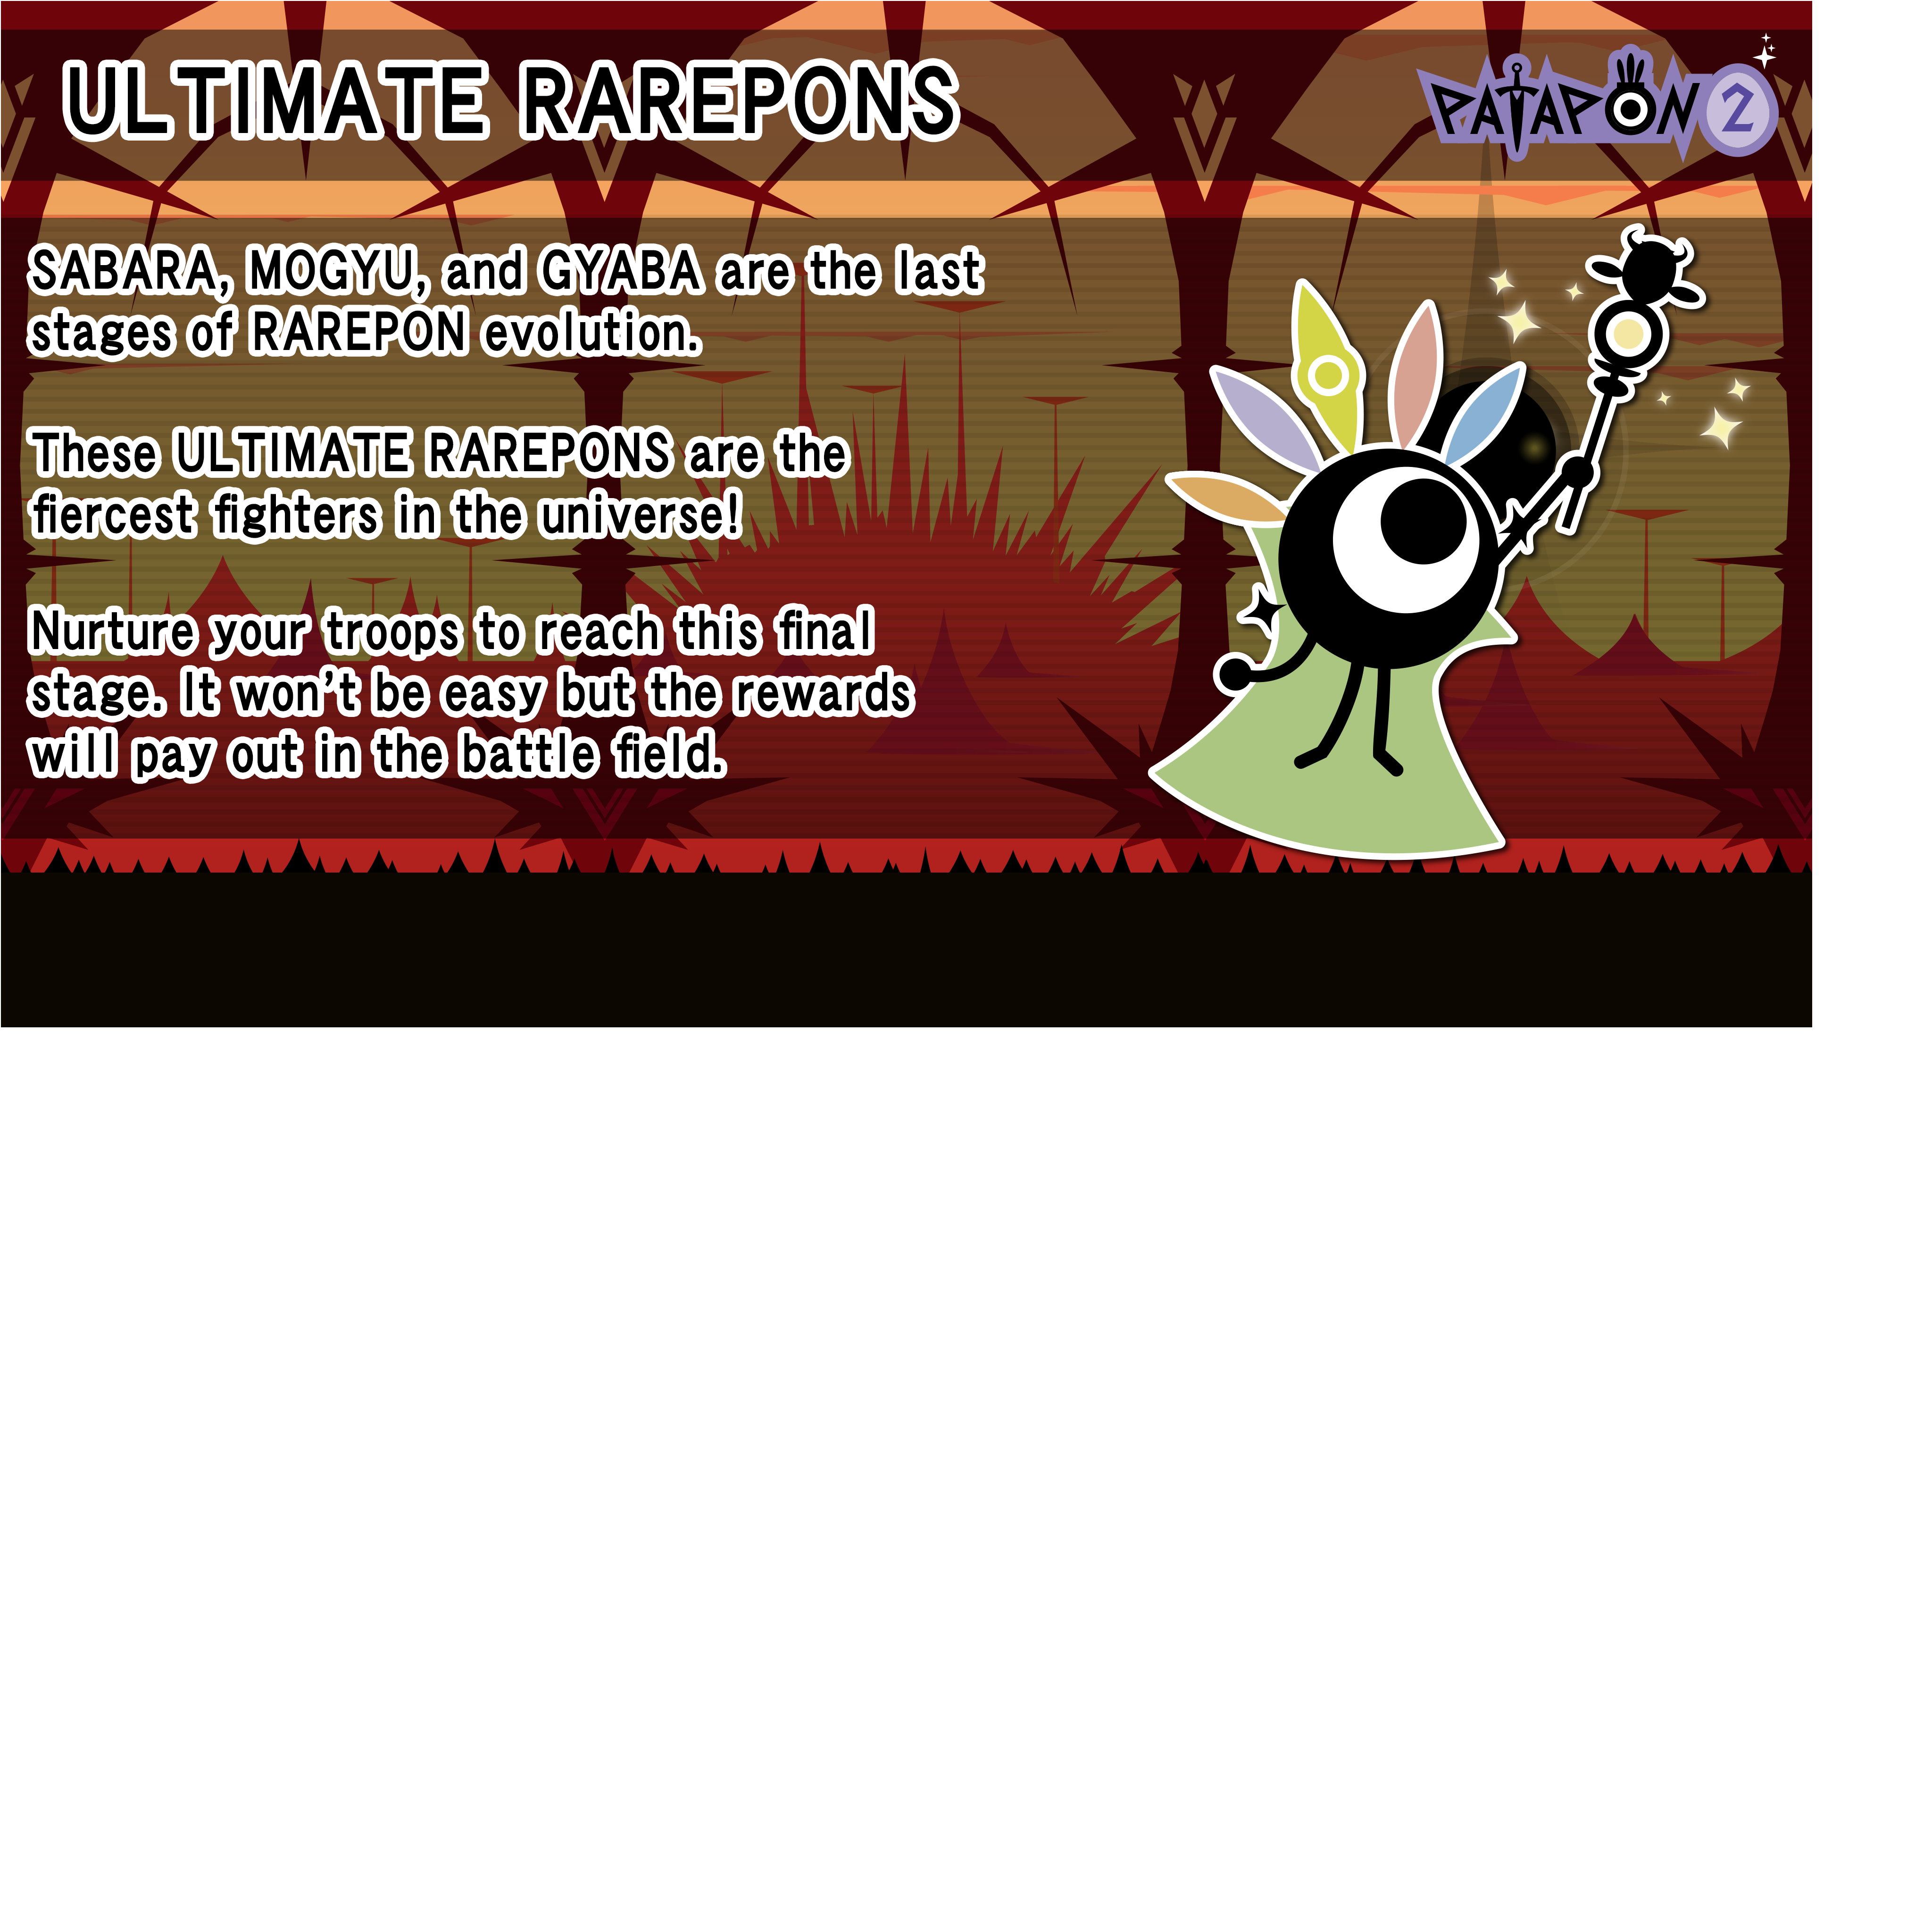 ULTIMATE RAREPONS
PATAPON 2
SABARA, MOGYU, and GYABA are the last
stages of RAREPON evolution.
These ULTIMATE RAREPONS are the
fiercest fighters in the universe!
Nurture your troops to reach this final
stage. It won’t be easy but the rewards
will pay out in the battle field.